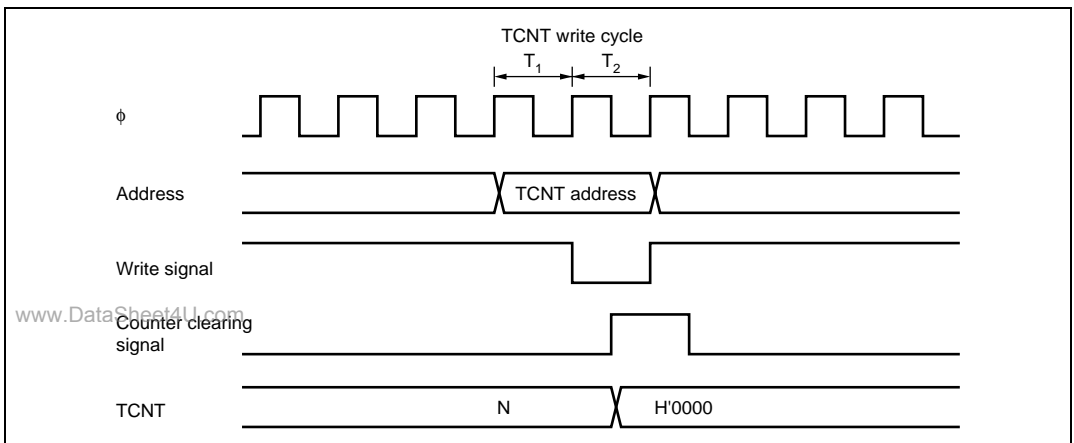 TCNT write cycle
T1 T2
ϕ
Address
TCNT address
Write signal
www.DataSheet4U.com
Counter clearing
signal
TCNT
N
H'0000